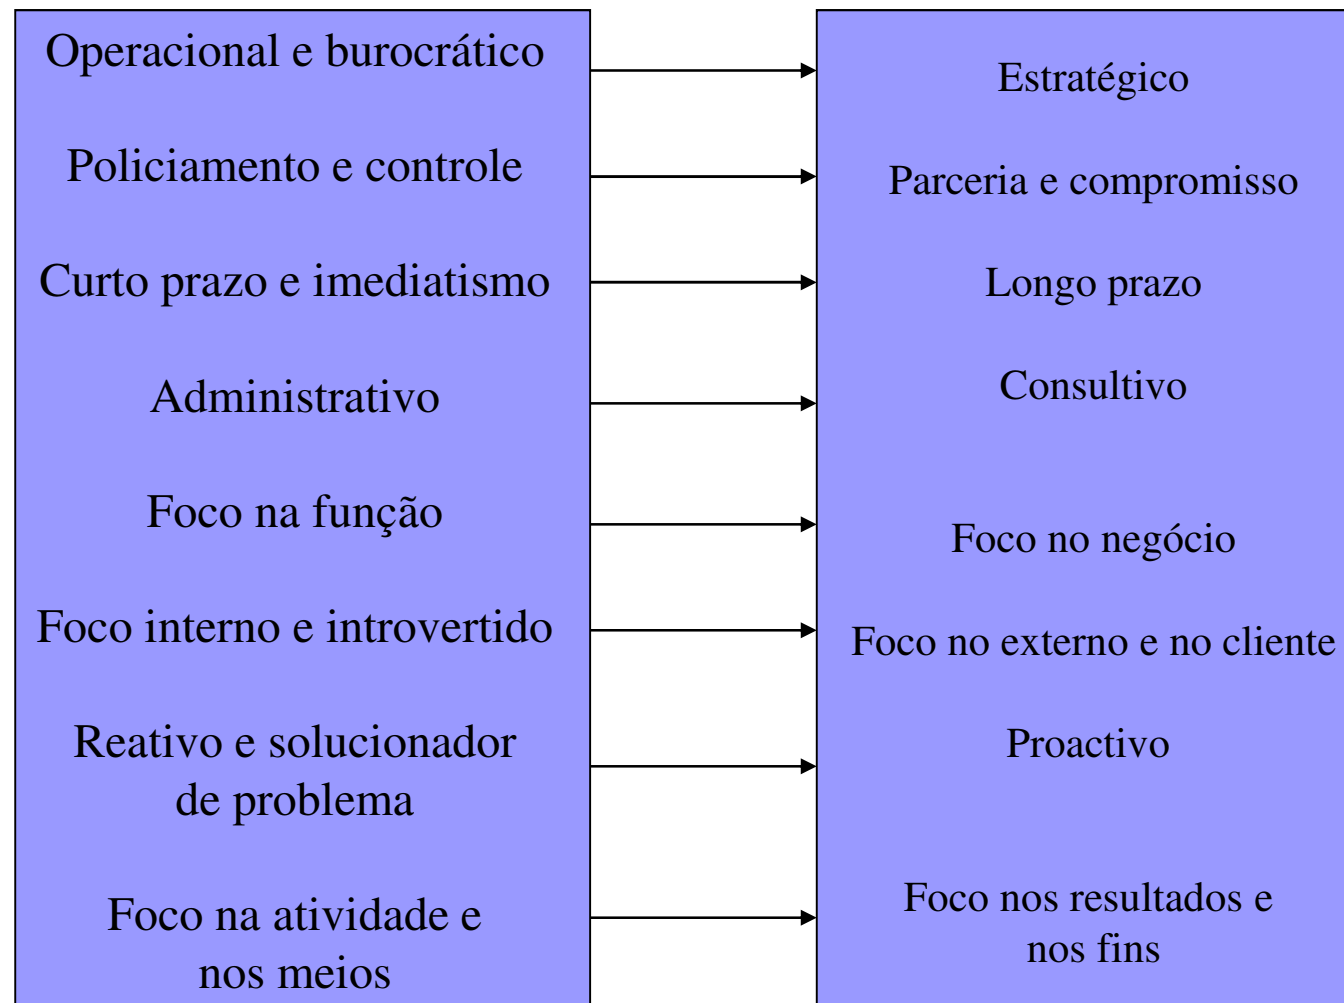 Operacional e burocrático
Estratégico
Policiamento e controle
Parceria e compromisso
Curto prazo e imediatismo
Longo prazo
Administrativo
Consultivo
Foco na função
Foco no negócio
Foco interno e introvertido
Foco no externo e no cliente
Reativo e solucionador
de problema
Proactivo
Foco na atividade e
nos meios
Foco nos resultados e
nos fins